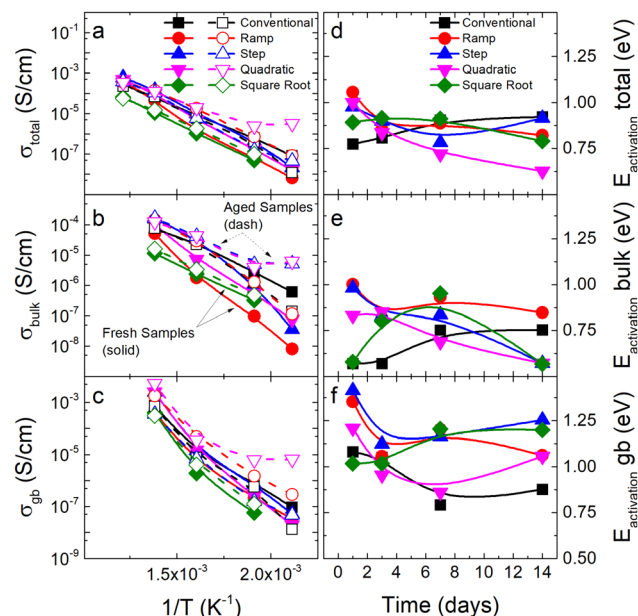 a
10⁻¹
10⁻³
10⁻⁵
10⁻⁷
σtotal (S/cm)
Conventional
Ramp
Step
Quadratic
Square Root
d
Conventional
Ramp
Step
Quadratic
Square Root
1.25
1.00
0.75
Eactivation total (eV)
b
10⁻⁴
10⁻⁵
10⁻⁶
10⁻⁷
10⁻⁸
σbulk (S/cm)
Aged Samples
(dash)
Fresh Samples
(solid)
e
1.25
1.00
0.75
Eactivation bulk (eV)
c
10⁻³
10⁻⁵
10⁻⁷
10⁻⁹
σgb (S/cm)
1.5x10⁻³
2.0x10⁻³
1/T (K⁻¹)
f
1.25
1.00
0.75
0.50
Eactivation gb (eV)
0 2 4 6 8 10 12 14
Time (days)